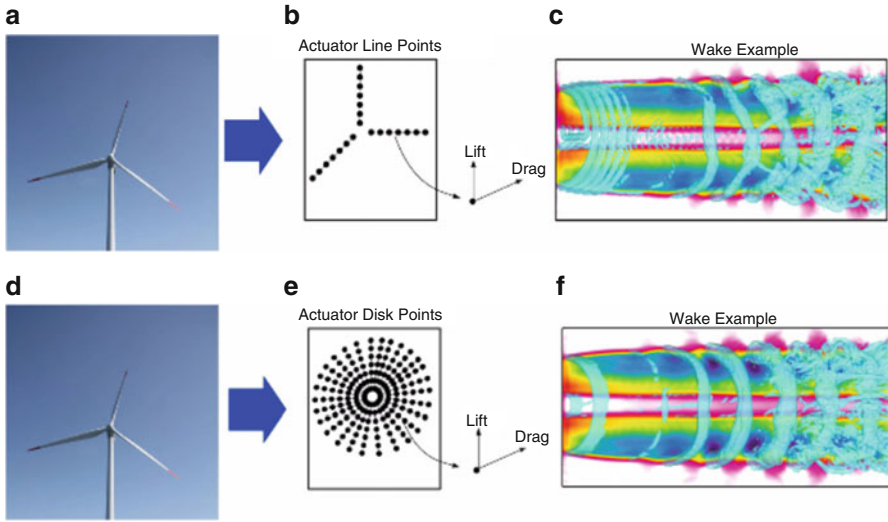 a
b
c
Actuator Line Points
Wake Example
Lift
Drag
d
e
f
Actuator Disk Points
Wake Example
Lift
Drag